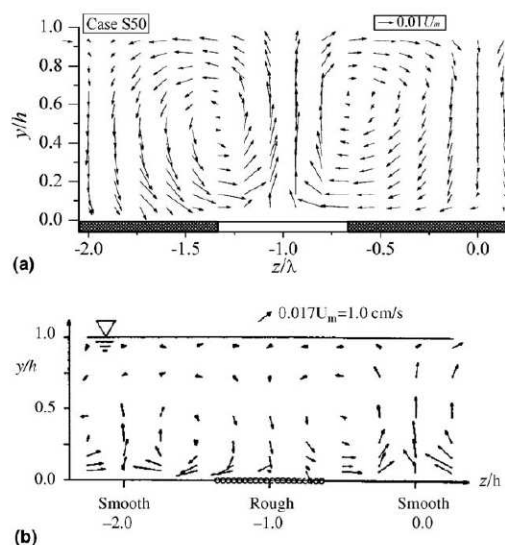 Case S50
0.01Uₘ
y/h
1.0
0.8
0.6
0.4
0.2
0.0
-2.0 -1.5 -1.0 -0.5 0.0
z/λ
(a)
0.017Uₘ=1.0 cm/s
1.0
y/h
0.5
0.0
z/h
Smooth Rough Smooth
–2.0 –1.0 0.0
(b)